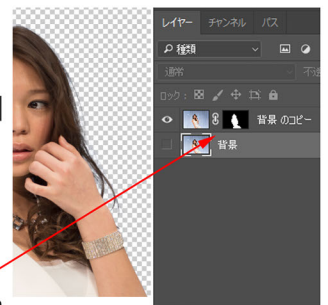 レイヤー チャンネル パス
種類
通常
ロック :
背景 のコピー
背景